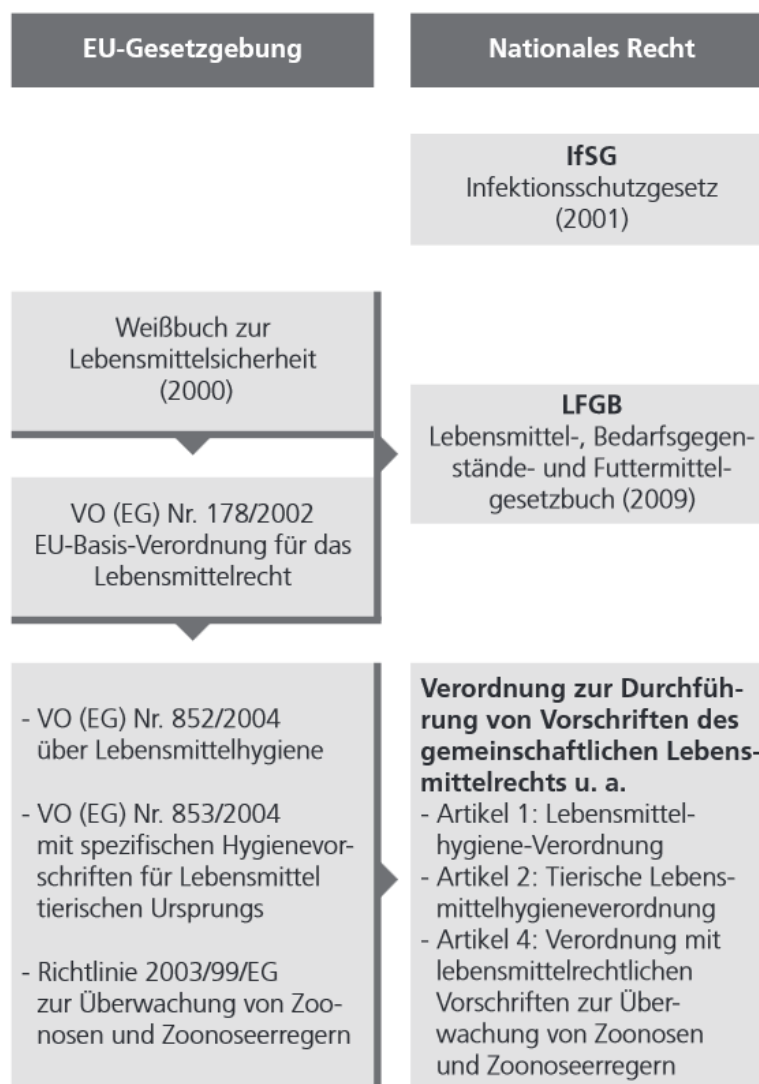 EU-Gesetzgebung
Nationales Recht
IfSG
Infektionsschutzgesetz
(2001)
Weißbuch zur
Lebensmittelsicherheit
(2000)
LFGB
Lebensmittel-, Bedarfsgegen-
stände- und Futtermittel-
gesetzbuch (2009)
VO (EG) Nr. 178/2002
EU-Basis-Verordnung für das
Lebensmittelrecht
- VO (EG) Nr. 852/2004
über Lebensmittelhygiene
- VO (EG) Nr. 853/2004
mit spezifischen Hygienevor-
schriften für Lebensmittel
tierischen Ursprungs
- Richtlinie 2003/99/EG
zur Überwachung von Zoo-
nosen und Zoonoseerregern
Verordnung zur Durchfüh-
rung von Vorschriften des
gemeinschaftlichen Lebens-
mittelrechts u. a.
- Artikel 1: Lebensmittel-
hygiene-Verordnung
- Artikel 2: Tierische Lebens-
mittelhygieneverordnung
- Artikel 4: Verordnung mit
lebensmittelrechtlichen
Vorschriften zur Über-
wachung von Zoonosen
und Zoonoseerregern